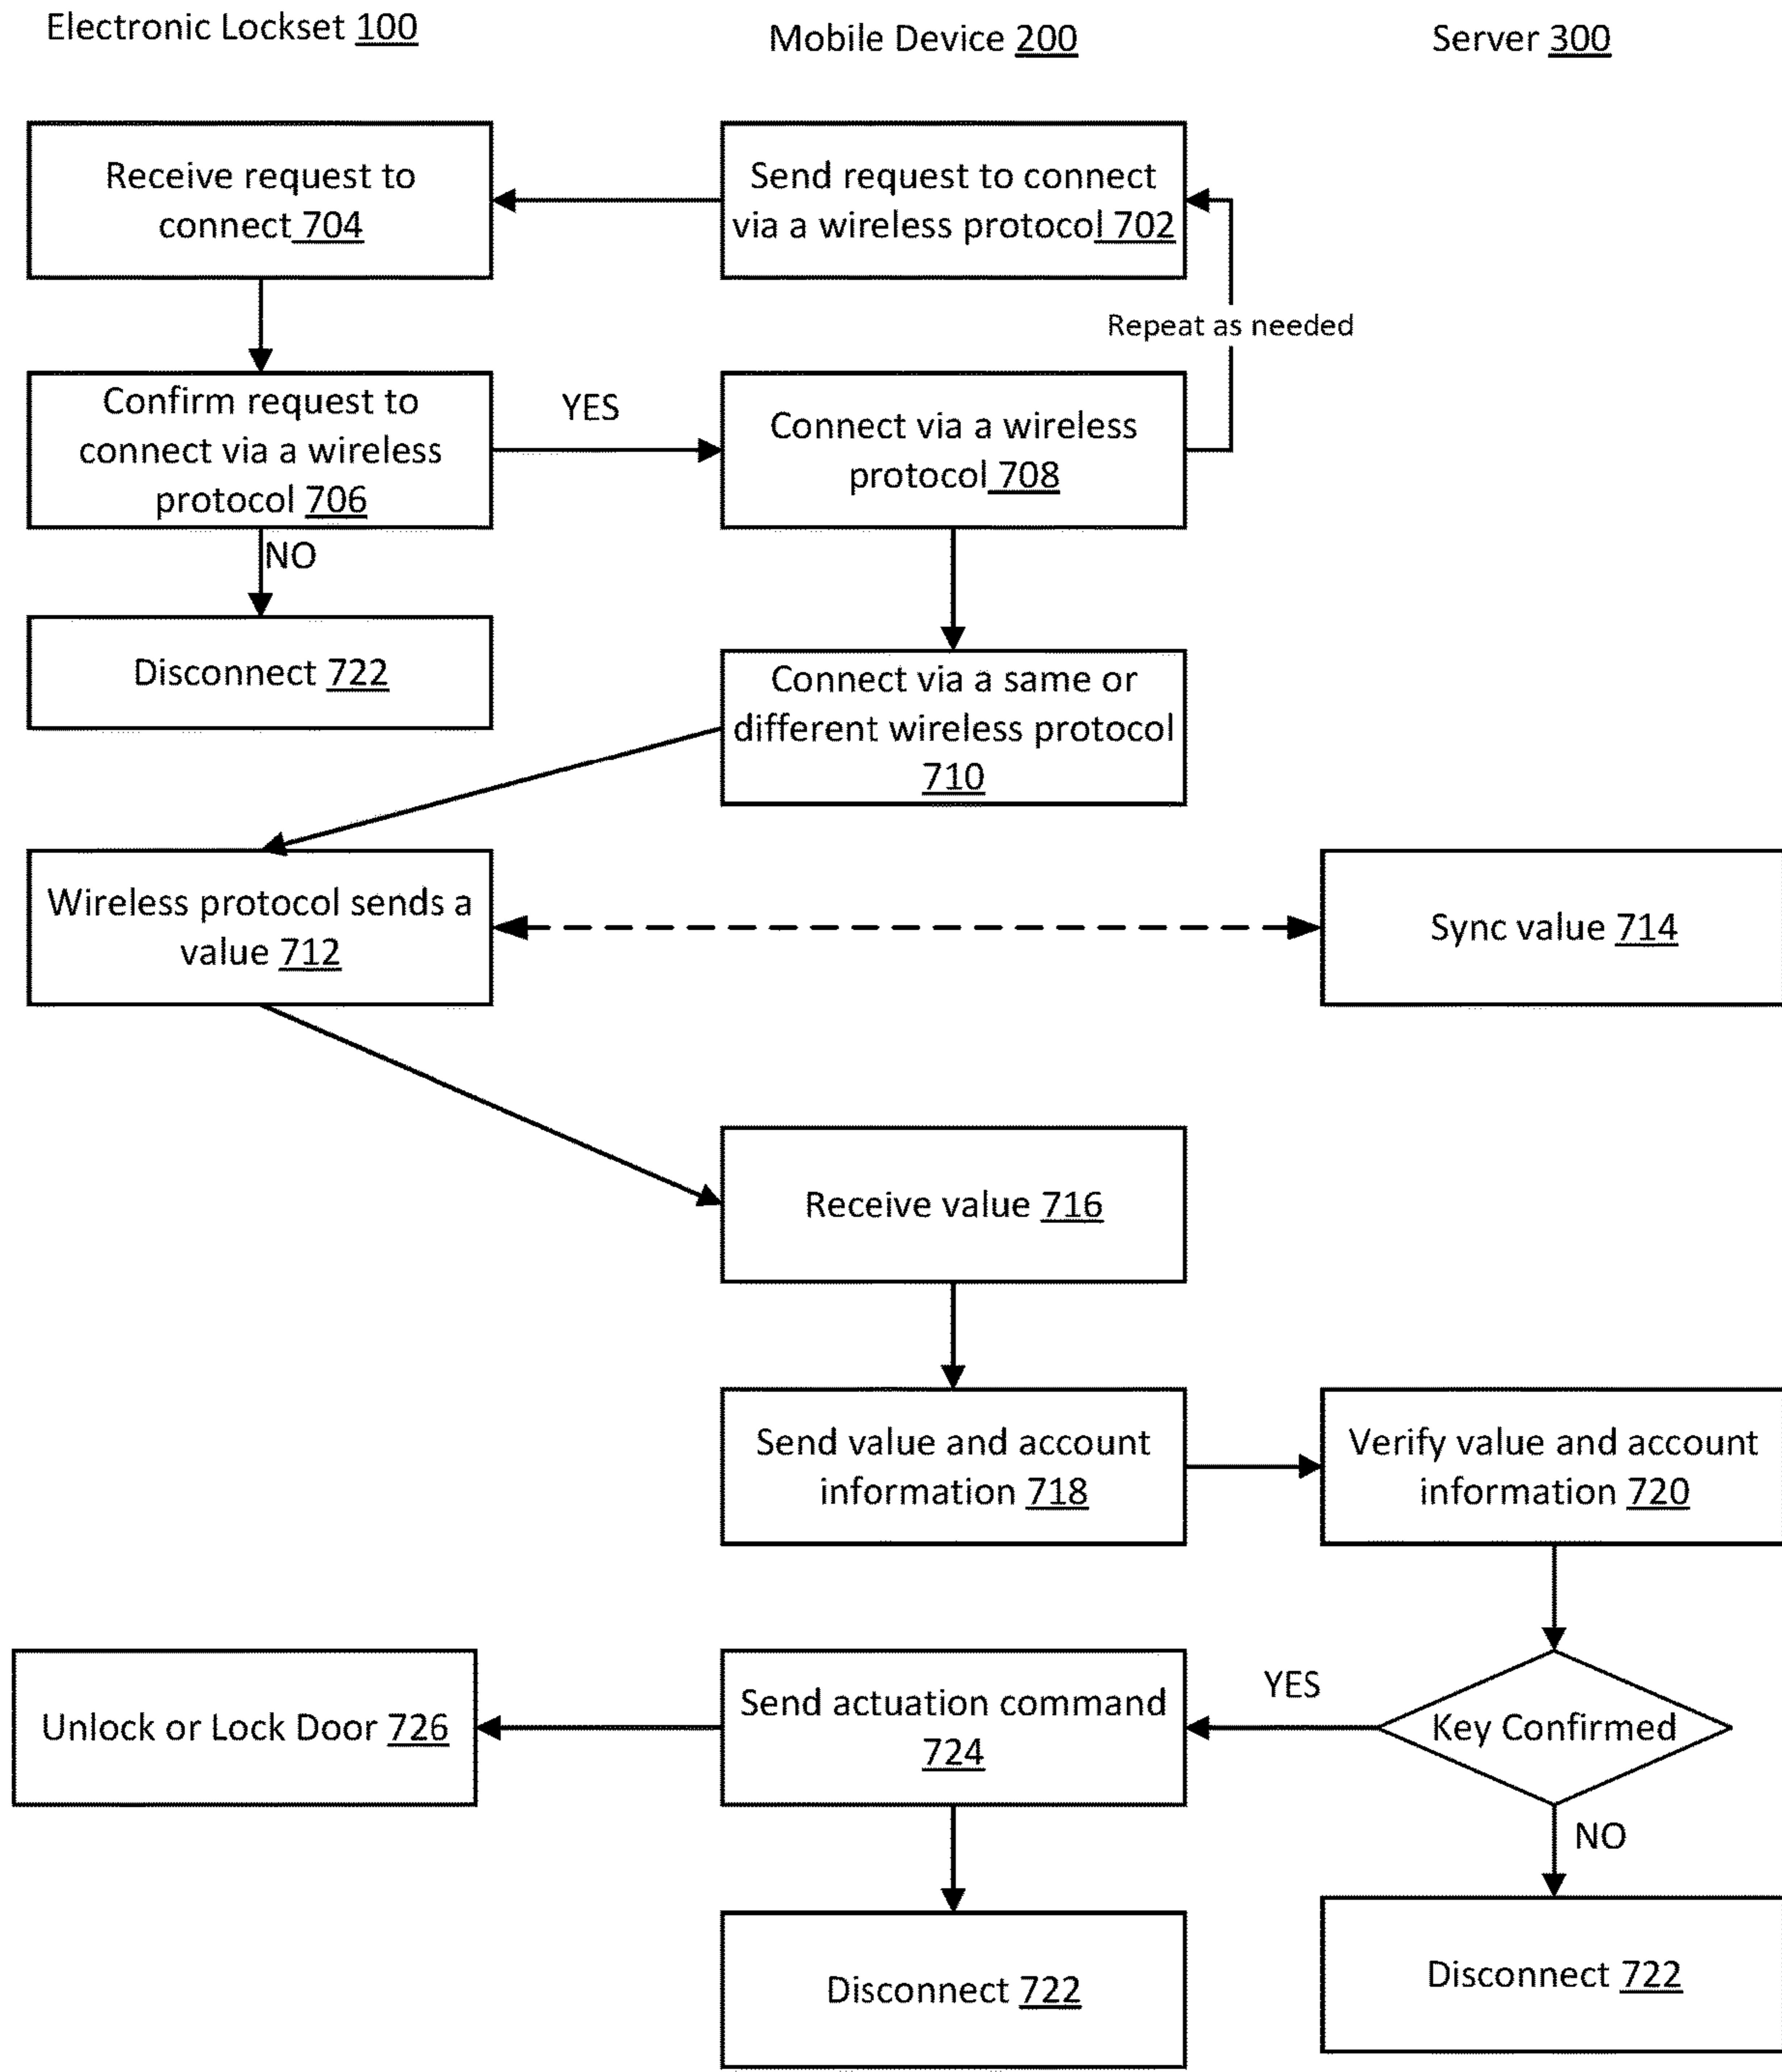 Electronic Lockset 100
Mobile Device 200
Server 300
Receive request to
connect 704
Send request to connect
via a wireless protocol 702
Repeat as needed
Confirm request to
connect via a wireless
protocol 706
YES
Connect via a wireless
protocol 708
NO
Disconnect 722
Connect via a same or
different wireless protocol
710
Wireless protocol sends a
value 712
Sync value 714
Receive value 716
Send value and account
information 718
Verify value and account
information 720
Unlock or Lock Door 726
Send actuation command
724
YES
Key Confirmed
NO
Disconnect 722
Disconnect 722